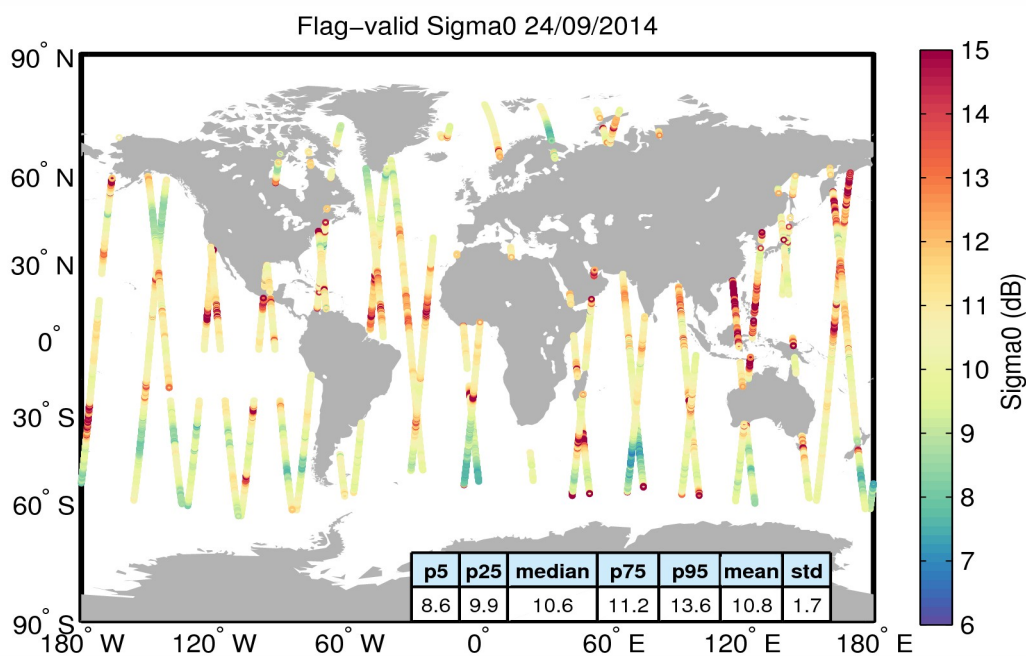 Flag−valid Sigma0 24/09/2014
90° N
60° N
30° N
0°
30° S
60° S
90° S
180° W
120° W
60° W
0°
60° E
120° E
180° E
p5 p25 median p75 p95 mean std
8.6 9.9 10.6 11.2 13.6 10.8 1.7
15
14
13
12
11
10
9
8
7
6
Sigma0 (dB)